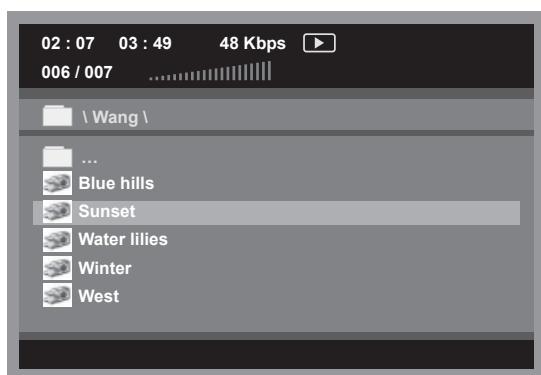 02 : 07 03 : 49 48 Kbps
006 / 007
\ Wang \
...
Blue hills
Sunset
Water lilies
Winter
West